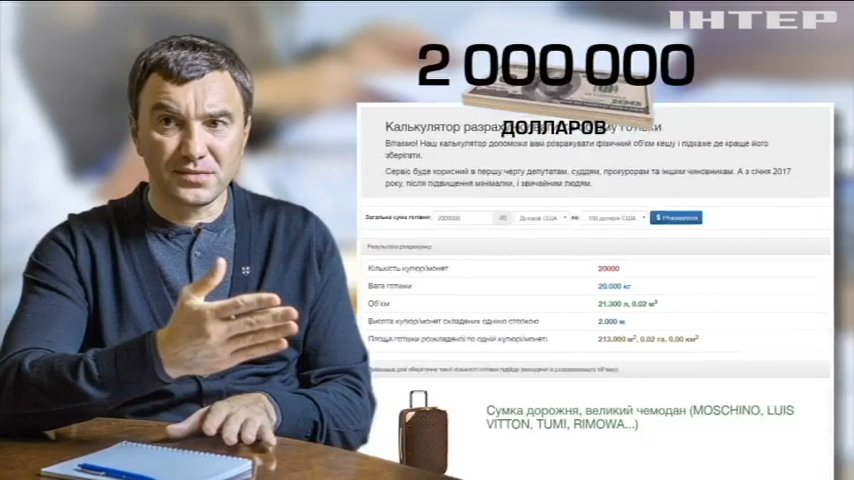 ІНТЕР
2 000 000
ДОЛЛАРОВ
Калькулятор
готівки
Вітаємо! Наш калькулятор допоможе вам розрахувати фізичний об'єм кешу і підкаже де краще його
зберігати.
Сервіс буде корисний в першу чергу депутатам, суддям, прокурорам та іншим чиновникам. А з січня 2017
року, після підвищення мінімалки, і звичайним людям.
Загальна сума готівки: 2000000 .00 Долари США по 100 доларів США
Результати розрахунку:
Кількість купюр/монет 20000
Вага готівки 20.000 кг
Об'єм 21.300 л, 0.02 м³
Висота купюр/монет складених однією стопкою 2.000 м
Площа готівки розкладеної по одній купюрі/монеті 213.000 м², 0.02 га, 0.00 км²
Сумка дорожня, великий чемодан (MOSCHINO, LUIS
VITTON, TUMI, RIMOWA...)